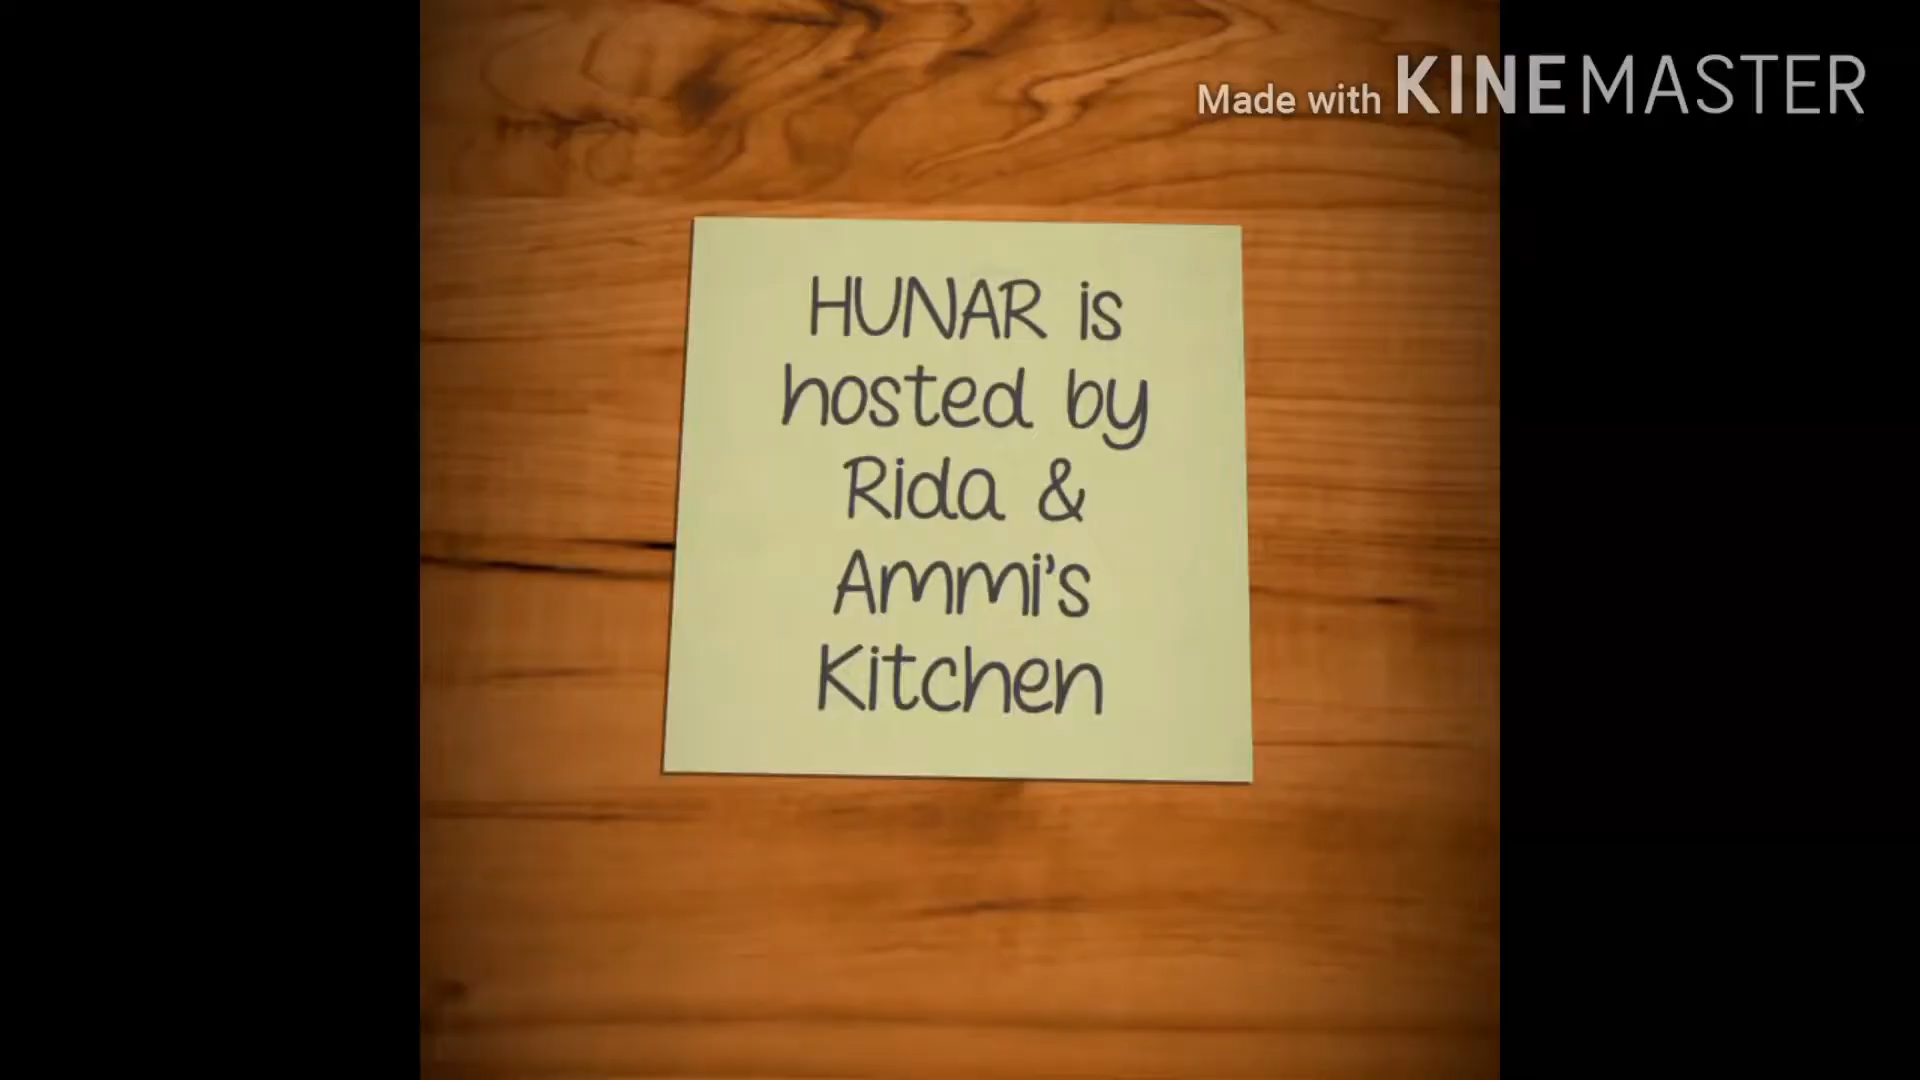 Made with KINEMASTER
HUNAR is
hosted by
Rida &
Ammi's
Kitchen